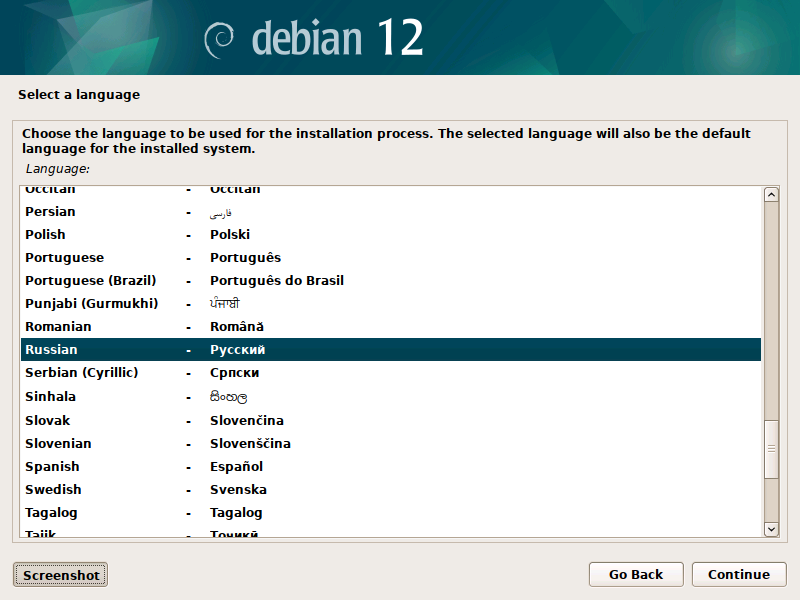 debian 12
Select a language
Choose the language to be used for the installation process. The selected language will also be the default
language for the installed system.
Language:
Occitan - Occitan
Persian - فارسی
Polish - Polski
Portuguese - Português
Portuguese (Brazil) - Português do Brasil
Punjabi (Gurmukhi) - ਪੰਜਾਬੀ
Romanian - Română
Russian - Русский
Serbian (Cyrillic) - Српски
Sinhala - සිංහල
Slovak - Slovenčina
Slovenian - Slovenščina
Spanish - Español
Swedish - Svenska
Tagalog - Tagalog
Tajik - Тоҷикӣ
Screenshot Go Back Continue